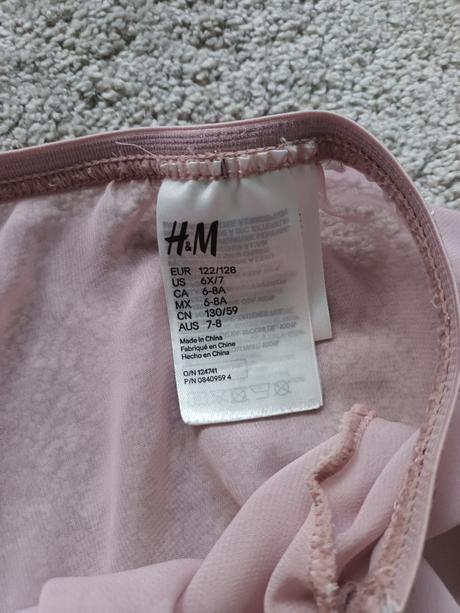 H&M
EUR 122/128
US 6X/7
CA 6-8A
MX 6-8A
CN 130/59
AUS 7-8
Made in China
Fabriqué en Chine
Hecho en China
O/N 124741
P/N 0840959 4